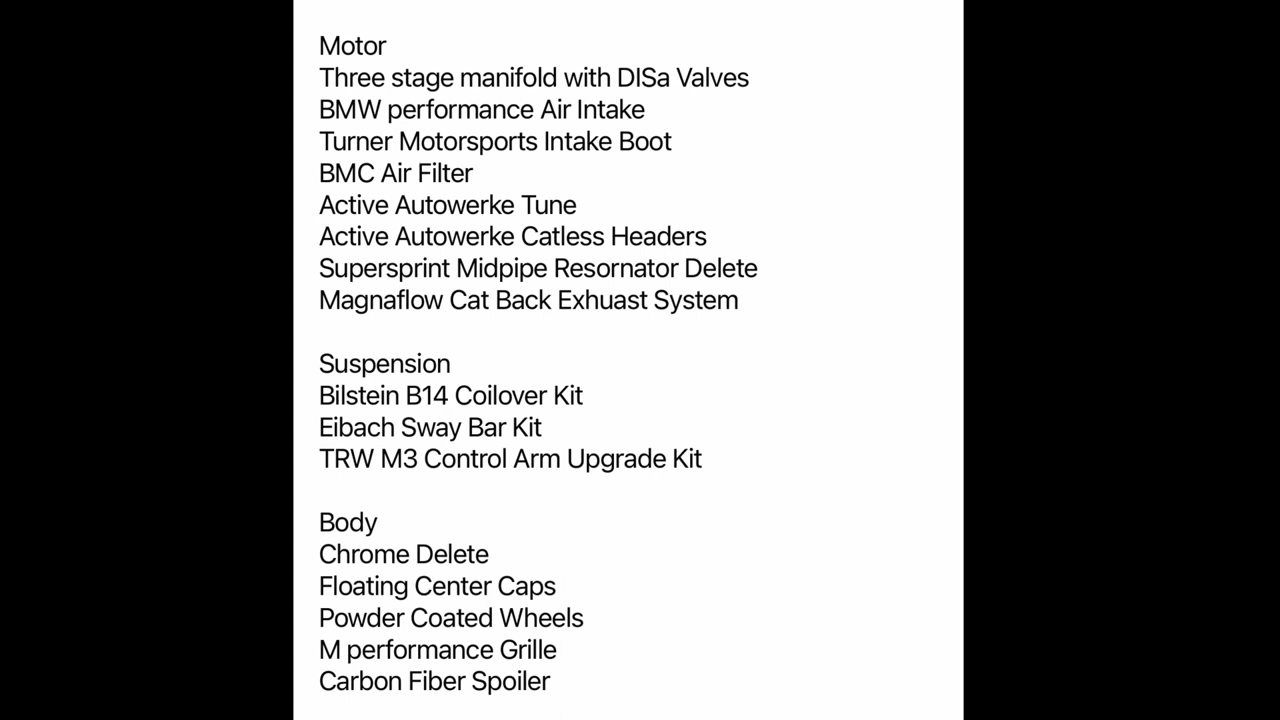 Motor
Three stage manifold with DISa Valves
BMW performance Air Intake
Turner Motorsports Intake Boot
BMC Air Filter
Active Autowerke Tune
Active Autowerke Catless Headers
Supersprint Midpipe Resornator Delete
Magnaflow Cat Back Exhuast System
Suspension
Bilstein B14 Coilover Kit
Eibach Sway Bar Kit
TRW M3 Control Arm Upgrade Kit
Body
Chrome Delete
Floating Center Caps
Powder Coated Wheels
M performance Grille
Carbon Fiber Spoiler